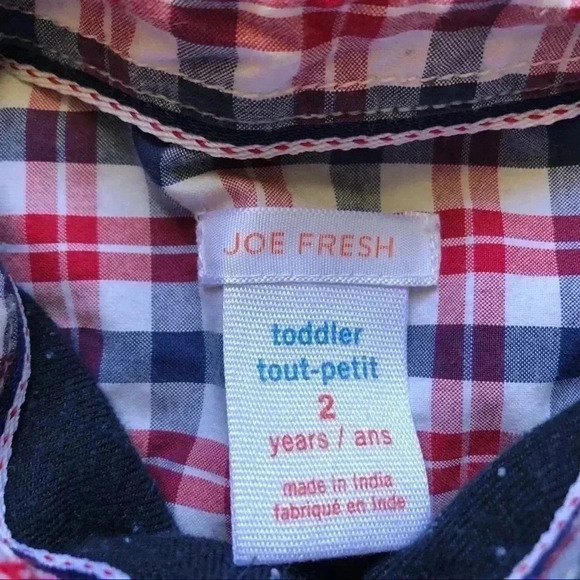 JOE FRESH
toddler
tout-petit
2
years / ans
made in India
fabriqué en Inde